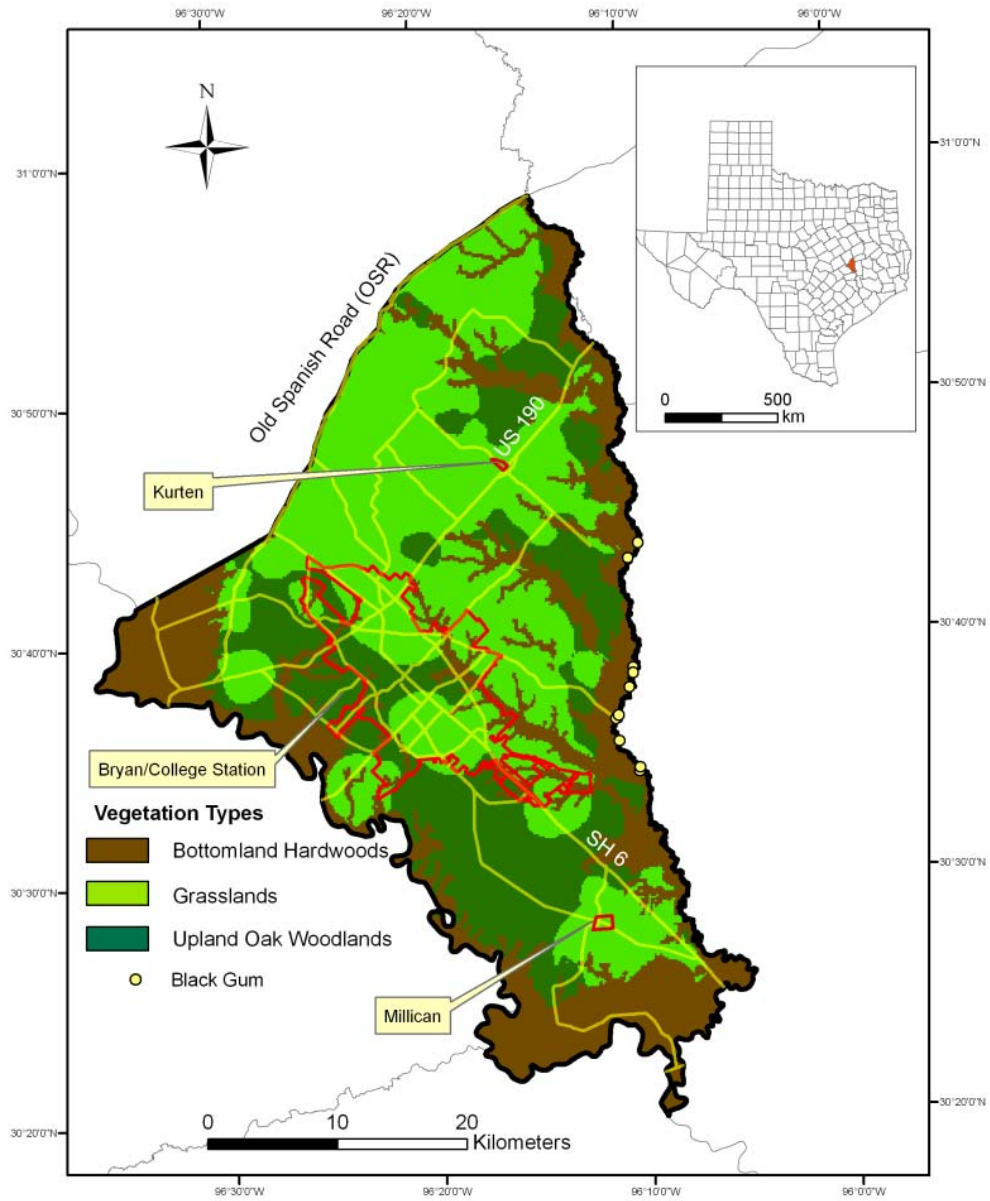 96°30'0"W
96°20'0"W
96°10'0"W
96°0'0"W
N
31°0'0"N
31°0'0"N
0
500
km
Old Spanish Road (OSR)
30°50'0"N
30°50'0"N
US 190
Kurten
30°40'0"N
30°40'0"N
Bryan/College Station
Vegetation Types
Bottomland Hardwoods
Grasslands
Upland Oak Woodlands
Black Gum
SH 6
30°30'0"N
30°30'0"N
Millican
0
10
20
Kilometers
30°20'0"N
30°20'0"N
96°30'0"W
96°20'0"W
96°10'0"W
96°0'0"W